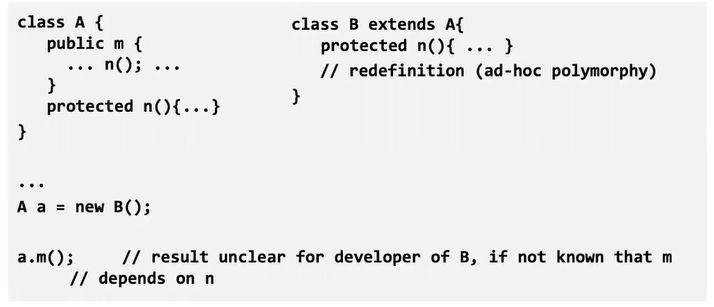 class A {
public m {
... n(); ...
}
protected n(){...}
}
class B extends A{
protected n(){ ... }
// redefinition (ad-hoc polymorphy)
}
...
A a = new B();
a.m(); // result unclear for developer of B, if not known that m
// depends on n